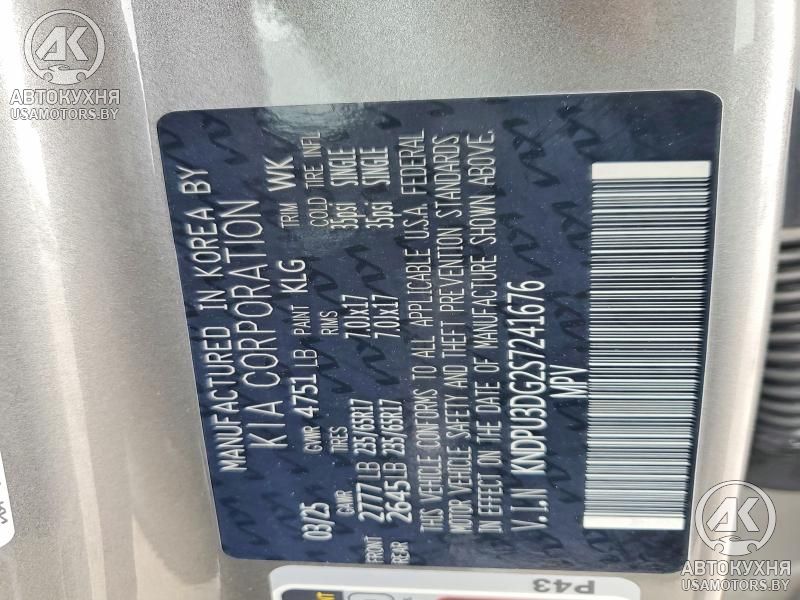 AK
АВТОКУХНЯ
USAMOTORS.BY
MANUFACTURED IN KOREA BY
KIA CORPORATION
03/25 GVWR 4751 LB PAINT KLG TRIM WK
GAWR TIRES RIMS COLD TIRE INFL
FRONT 2777 LB 235/65R17 7.0JX17 35psi SINGLE
REAR 2645 LB 235/65R17 7.0JX17 35psi SINGLE
THIS VEHICLE CONFORMS TO ALL APPLICABLE U.S.A. FEDERAL
MOTOR VEHICLE SAFETY AND THEFT PREVENTION STANDARDS
IN EFFECT ON THE DATE OF MANUFACTURE SHOWN ABOVE.
V.I.N KNDPU3DG2S7241676
MPV
P43
AK
АВТОКУХНЯ
USAMOTORS.BY